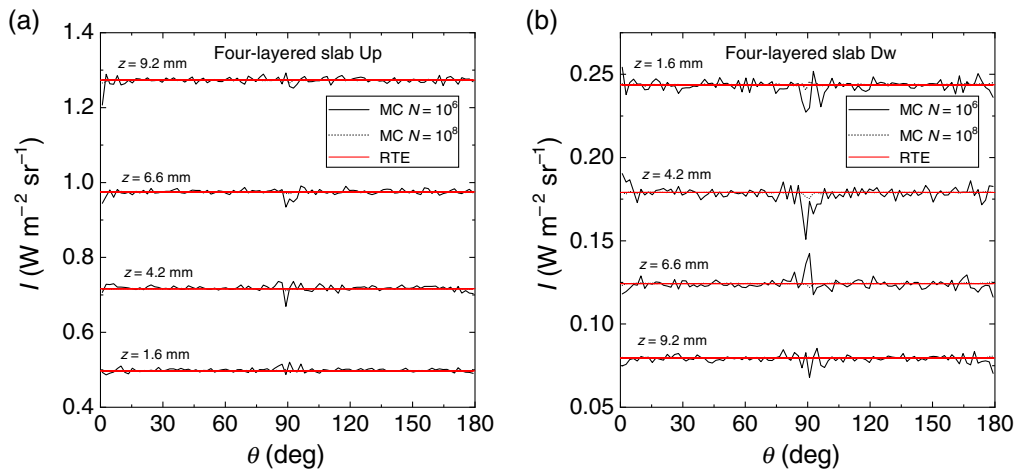 (a)
Four-layered slab Up
z = 9.2 mm
MC N = 10⁶
MC N = 10⁸
RTE
z = 6.6 mm
z = 4.2 mm
z = 1.6 mm
I (W m⁻² sr⁻¹)
1.4
1.2
1.0
0.8
0.6
0.4
0 30 60 90 120 150 180
θ (deg)
(b)
Four-layered slab Dw
z = 1.6 mm
MC N = 10⁶
MC N = 10⁸
RTE
z = 4.2 mm
z = 6.6 mm
z = 9.2 mm
I (W m⁻² sr⁻¹)
0.25
0.20
0.15
0.10
0.05
0 30 60 90 120 150 180
θ (deg)